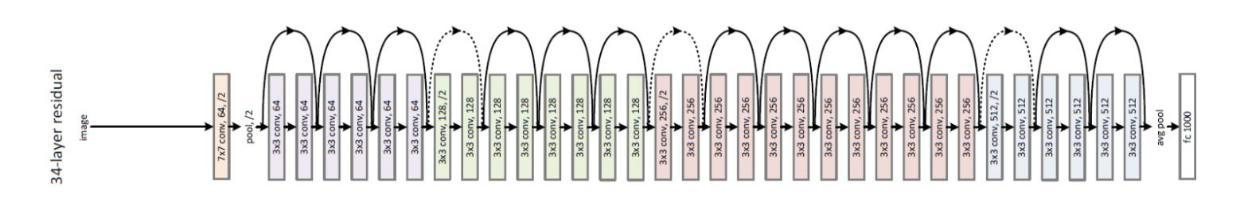 34-layer residual
image
7x7 conv, 64, /2
pool, /2
3x3 conv, 64
3x3 conv, 64
3x3 conv, 64
3x3 conv, 64
3x3 conv, 64
3x3 conv, 64
3x3 conv, 128, /2
3x3 conv, 128
3x3 conv, 128
3x3 conv, 128
3x3 conv, 128
3x3 conv, 128
3x3 conv, 128
3x3 conv, 128
3x3 conv, 256, /2
3x3 conv, 256
3x3 conv, 256
3x3 conv, 256
3x3 conv, 256
3x3 conv, 256
3x3 conv, 256
3x3 conv, 256
3x3 conv, 256
3x3 conv, 256
3x3 conv, 256
3x3 conv, 256
3x3 conv, 512, /2
3x3 conv, 512
3x3 conv, 512
3x3 conv, 512
3x3 conv, 512
3x3 conv, 512
avg pool
fc 1000